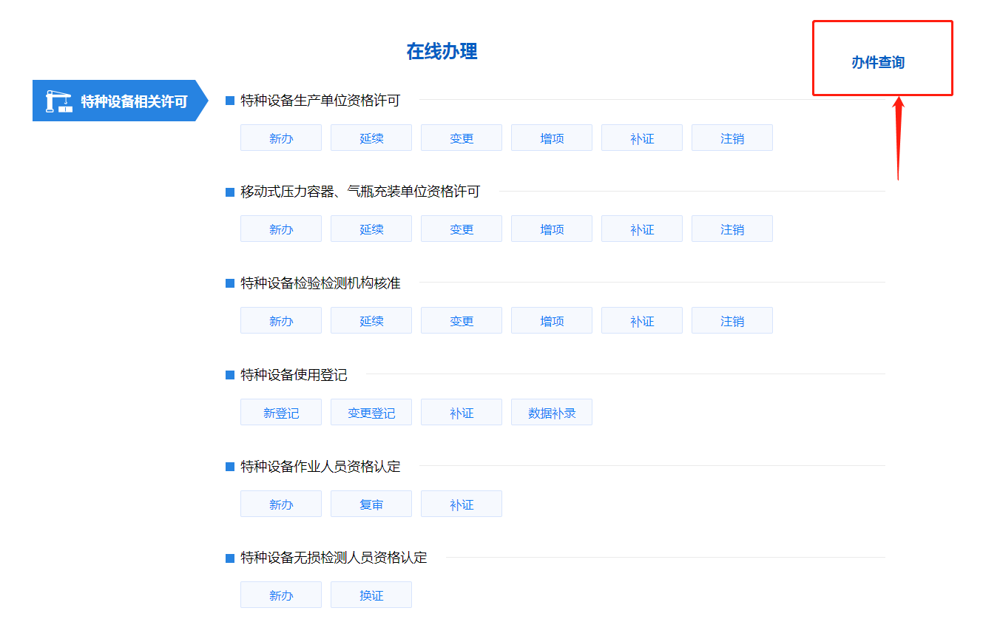 在线办理
办件查询
特种设备相关许可
特种设备生产单位资格许可
新办 延续 变更 增项 补证 注销
移动式压力容器、气瓶充装单位资格许可
新办 延续 变更 增项 补证 注销
特种设备检验检测机构核准
新办 延续 变更 增项 补证 注销
特种设备使用登记
新登记 变更登记 补证 数据补录
特种设备作业人员资格认定
新办 复审 补证
特种设备无损检测人员资格认定
新办 换证